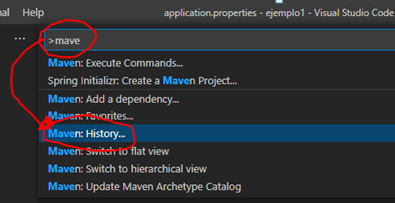 nal Help application.properties - ejemplo1 - Visual Studio Code
... >mave
Maven: Execute Commands...
Spring Initializr: Create a Maven Project...
Maven: Add a dependency...
Maven: Favorites...
Maven: History...
Maven: Switch to flat view
Maven: Switch to hierarchical view
Maven: Update Maven Archetype Catalog